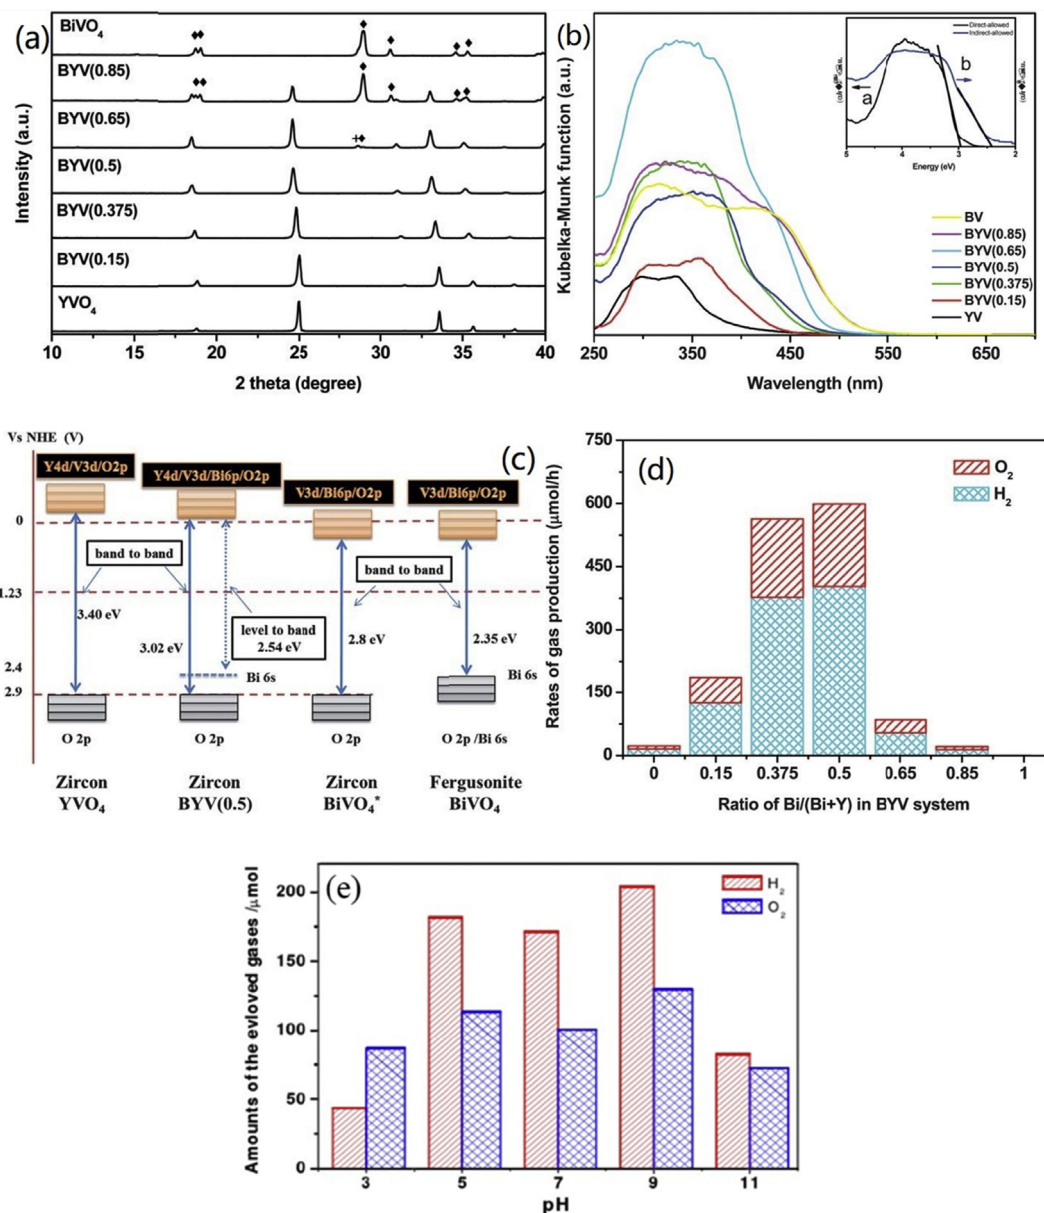 (a)
BiVO4
BYV(0.85)
BYV(0.65)
BYV(0.5)
BYV(0.375)
BYV(0.15)
YVO4
Intensity (a.u.)
10 15 20 25 30 35 40
2 theta (degree)
(b)
Kubelka-Munk function (a.u.)
Direct-allowed
Indirect-allowed
a
b
5 4 3 2
Energy (eV)
BV
BYV(0.85)
BYV(0.65)
BYV(0.5)
BYV(0.375)
BYV(0.15)
YV
250 350 450 550 650
Wavelength (nm)
(c)
Vs NHE (V)
Y4d/V3d/O2p
Y4d/V3d/Bi6p/O2p
V3d/Bi6p/O2p
V3d/Bi6p/O2p
0
band to band
band to band
1.23
3.40 eV
3.02 eV
level to band
2.54 eV
2.8 eV
2.35 eV
2.4
Bi 6s
Bi 6s
2.9
O 2p
O 2p
O 2p
O 2p /Bi 6s
Zircon
YVO4
Zircon
BYV(0.5)
Zircon
BiVO4*
Fergusonite
BiVO4
(d)
Rates of gas production (μmol/h)
750
600
450
300
150
0
O2
H2
0 0.15 0.375 0.5 0.65 0.85 1
Ratio of Bi/(Bi+Y) in BYV system
(e)
Amounts of the evloved gases /μmol
200
150
100
50
0
H2
O2
3 5 7 9 11
pH